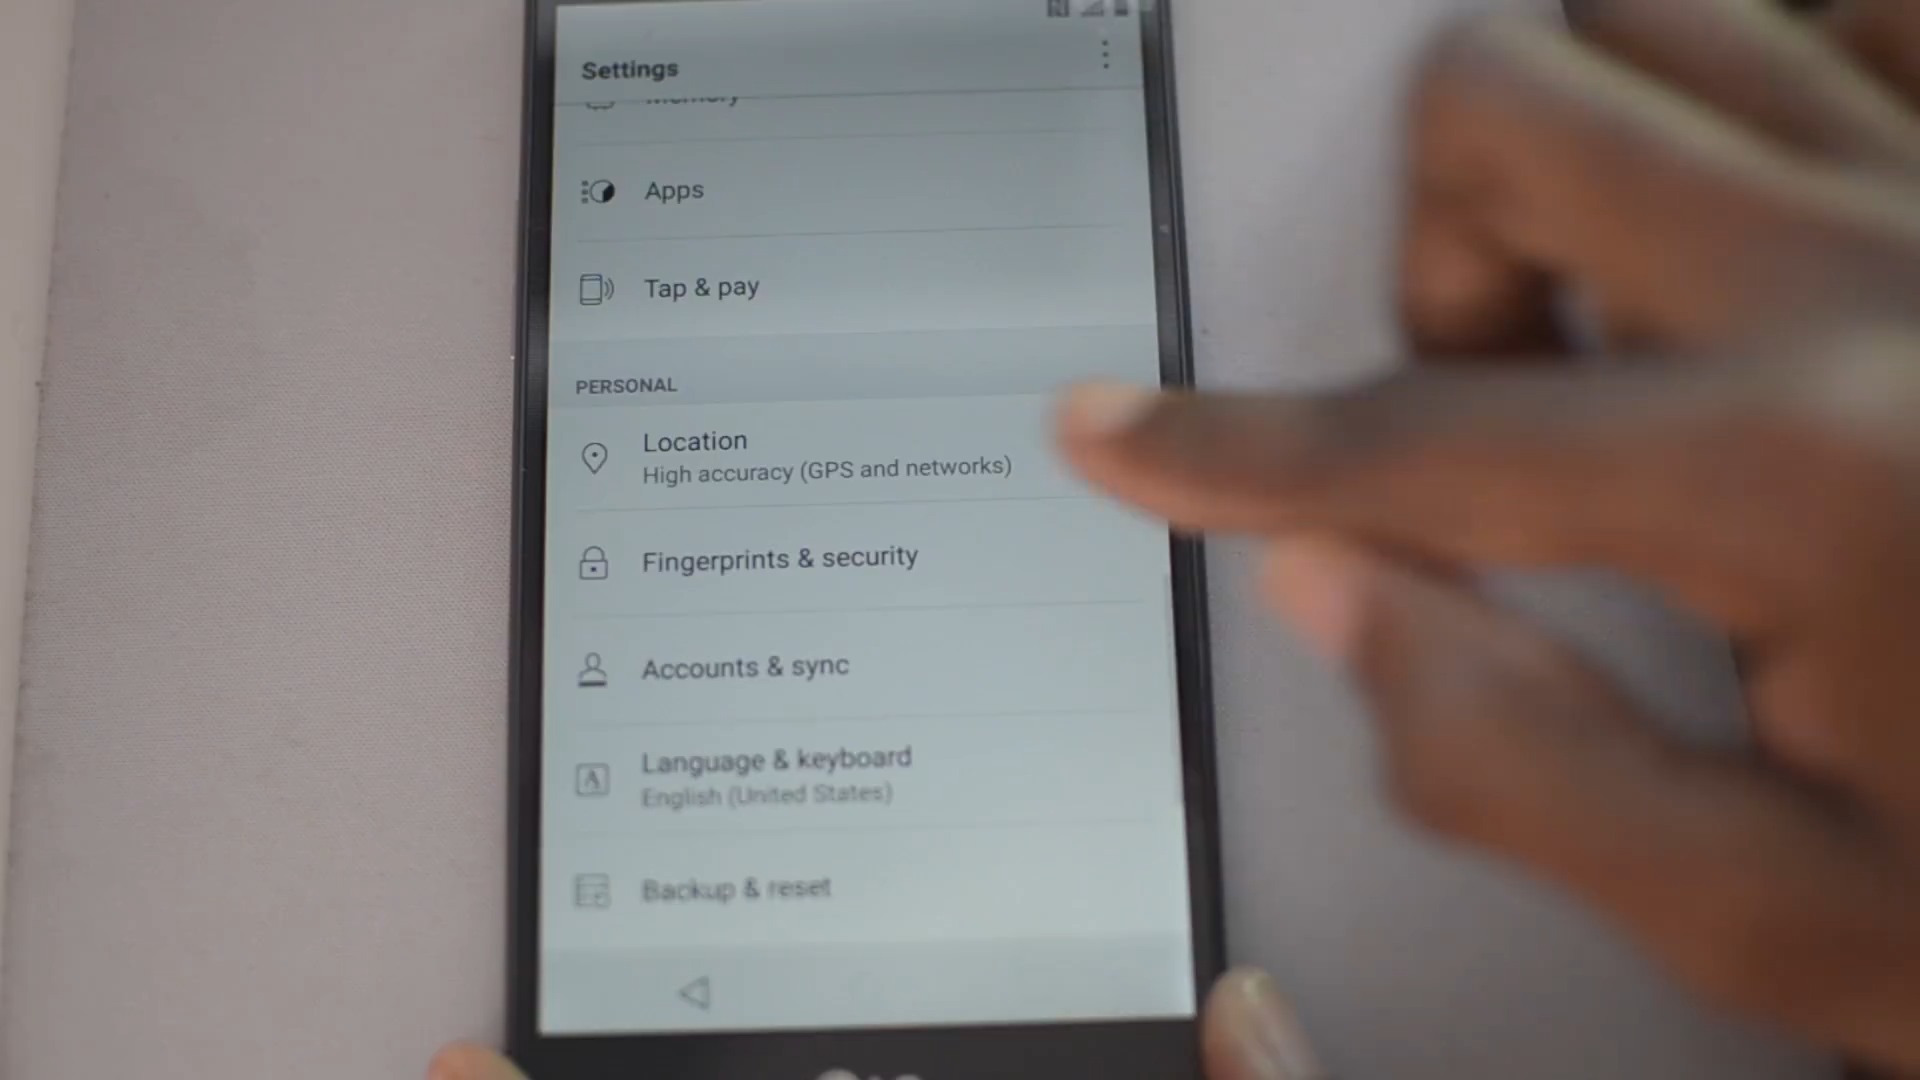 Settings
Memory
Apps
Tap & pay
PERSONAL
Location
High accuracy (GPS and networks)
Fingerprints & security
Accounts & sync
Language & keyboard
English (United States)
Backup & reset